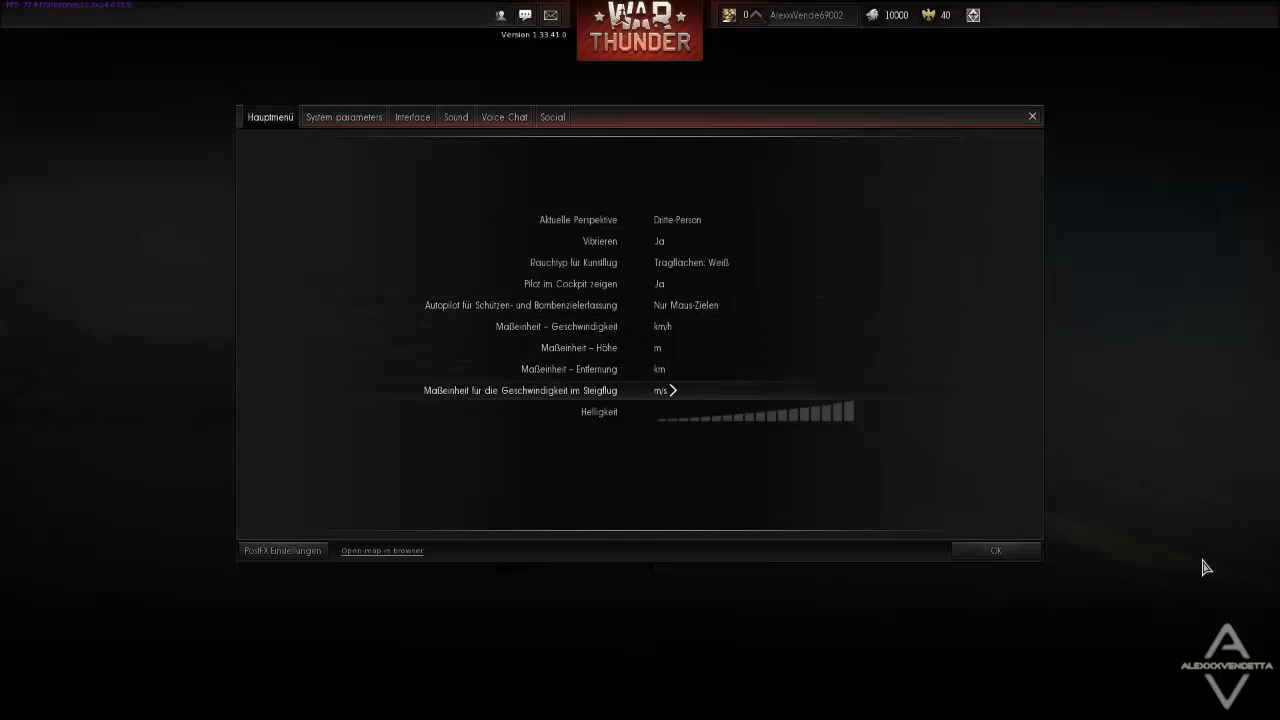 0
AlexxxVende69002
10000
40
WAR
THUNDER
Version 1.33.41.0
Hauptmenü
System parameters
Interface
Sound
Voice Chat
Social
Aktuelle Perspektive
Dritte-Person
Vibrieren
Ja
Rauchtyp für Kunstflug
Tragflächen: Weiß
Pilot im Cockpit zeigen
Ja
Autopilot für Schützen- und Bombenzielerfassung
Nur Maus-Zielen
Maßeinheit – Geschwindigkeit
km/h
Maßeinheit – Höhe
m
Maßeinheit – Entfernung
km
Maßeinheit für die Geschwindigkeit im Steigflug
m/s
Helligkeit
PostFX Einstellungen
Open map in browser
OK
ALEXXXVENDETTA